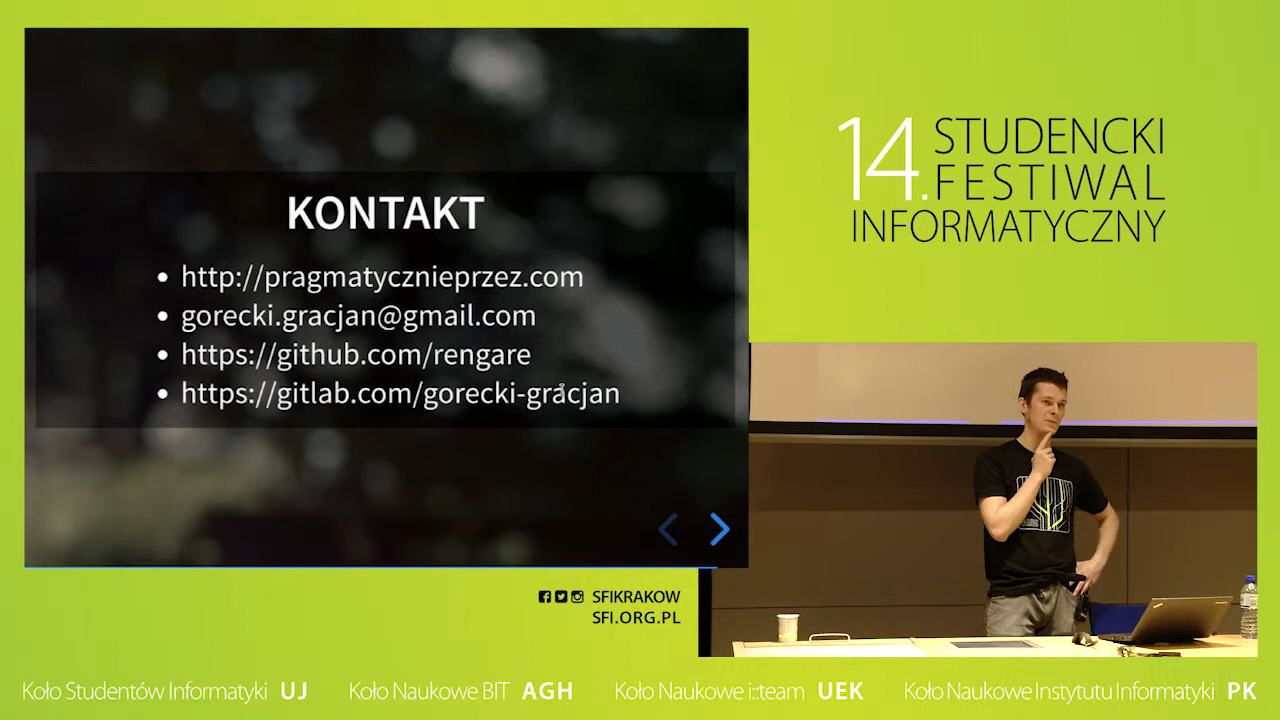 KONTAKT
http://pragmatycznieprzez.com
gorecki.gracjan@gmail.com
https://github.com/rengare
https://gitlab.com/gorecki-gracjan
14. STUDENCKI
FESTIWAL
INFORMATYCZNY
SFIKRAKOW
SFI.ORG.PL
Koło Studentów Informatyki UJ
Koło Naukowe BIT AGH
Koło Naukowe i::team UEK
Koło Naukowe Instytutu Informatyki PK